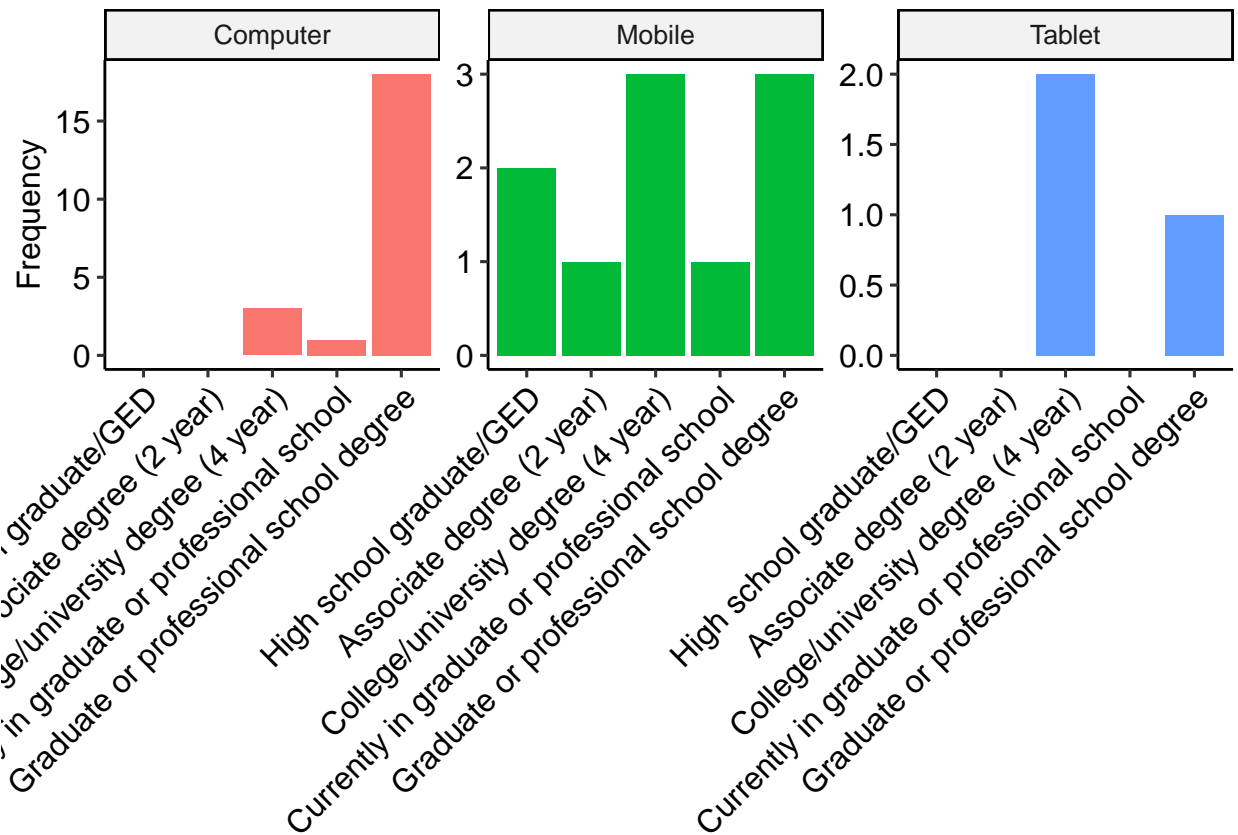 Computer
Mobile
Tablet
Frequency
15
10
5
0
3
2
1
0
2.0
1.5
1.0
0.5
0.0
graduate/GED
ociate degree (2 year)
ge/university degree (4 year)
in graduate or professional school
Graduate or professional school degree
High school graduate/GED
Associate degree (2 year)
College/university degree (4 year)
Currently in graduate or professional school
Graduate or professional school degree
High school graduate/GED
Associate degree (2 year)
College/university degree (4 year)
Currently in graduate or professional school
Graduate or professional school degree